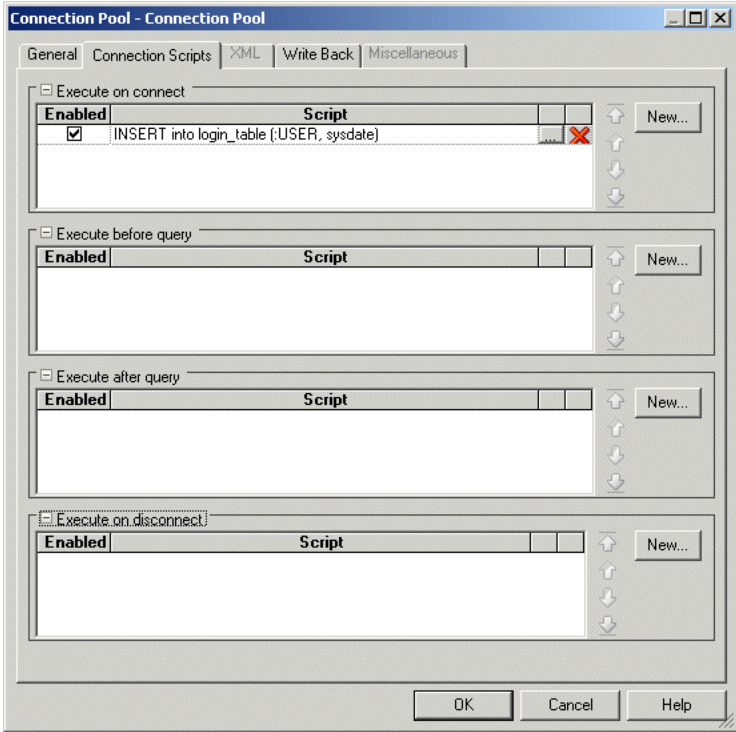 Connection Pool - Connection Pool
General Connection Scripts XML Write Back Miscellaneous
Execute on connect
Enabled Script
INSERT into login_table (:USER, sysdate) ...
New...
Execute before query
Enabled Script
New...
Execute after query
Enabled Script
New...
Execute on disconnect
Enabled Script
New...
OK Cancel Help